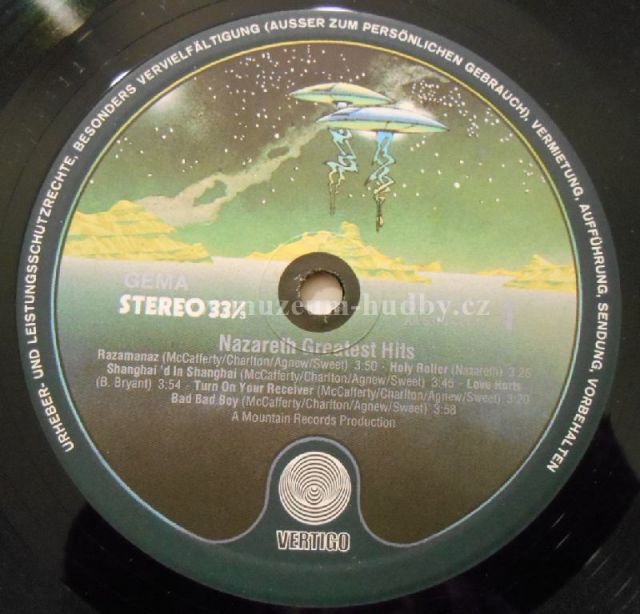 URHEBER- UND LEISTUNGSSCHUTZRECHTE, BESONDERS VERVIELFÄLTIGUNG (AUSSER ZUM PERSÖNLICHEN GEBRAUCH), VERMIETUNG, AUFFÜHRUNG, SENDUNG, VORBEHALTEN
GEMA
STEREO 33⅓
1
muzeum-hudby.cz
Nazareth Greatest Hits
Razamanaz (McCafferty/Charlton/Agnew/Sweet) 3:50 · Holy Roller (Nazareth) 3:25
Shanghai 'd In Shanghai (McCafferty/Charlton/Agnew/Sweet) 3:45 · Love Hurts
(B. Bryant) 3:54 · Turn On Your Receiver (McCafferty/Charlton/Agnew/Sweet) 3:20
Bad Bad Boy (McCafferty/Charlton/Agnew/Sweet) 3:58
A Mountain Records Production
VERTIGO